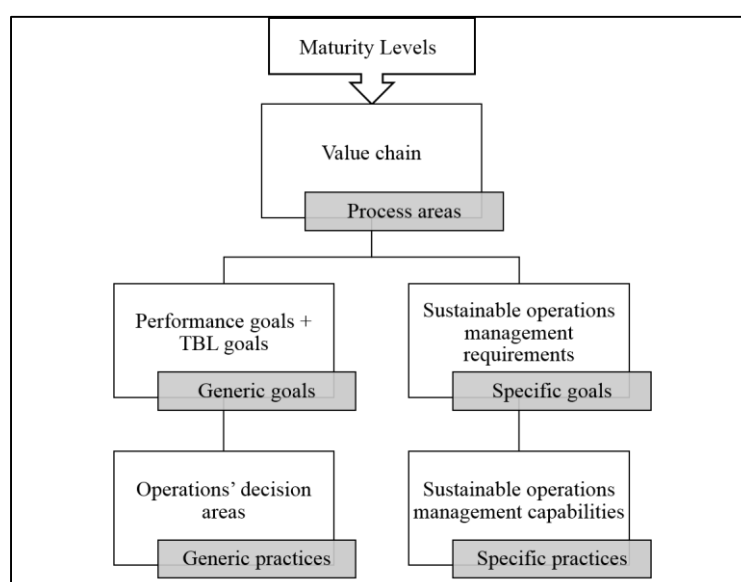 Maturity Levels
Value chain
Process areas
Performance goals +
TBL goals
Generic goals
Sustainable operations
management
requirements
Specific goals
Operations’ decision
areas
Generic practices
Sustainable operations
management capabilities
Specific practices